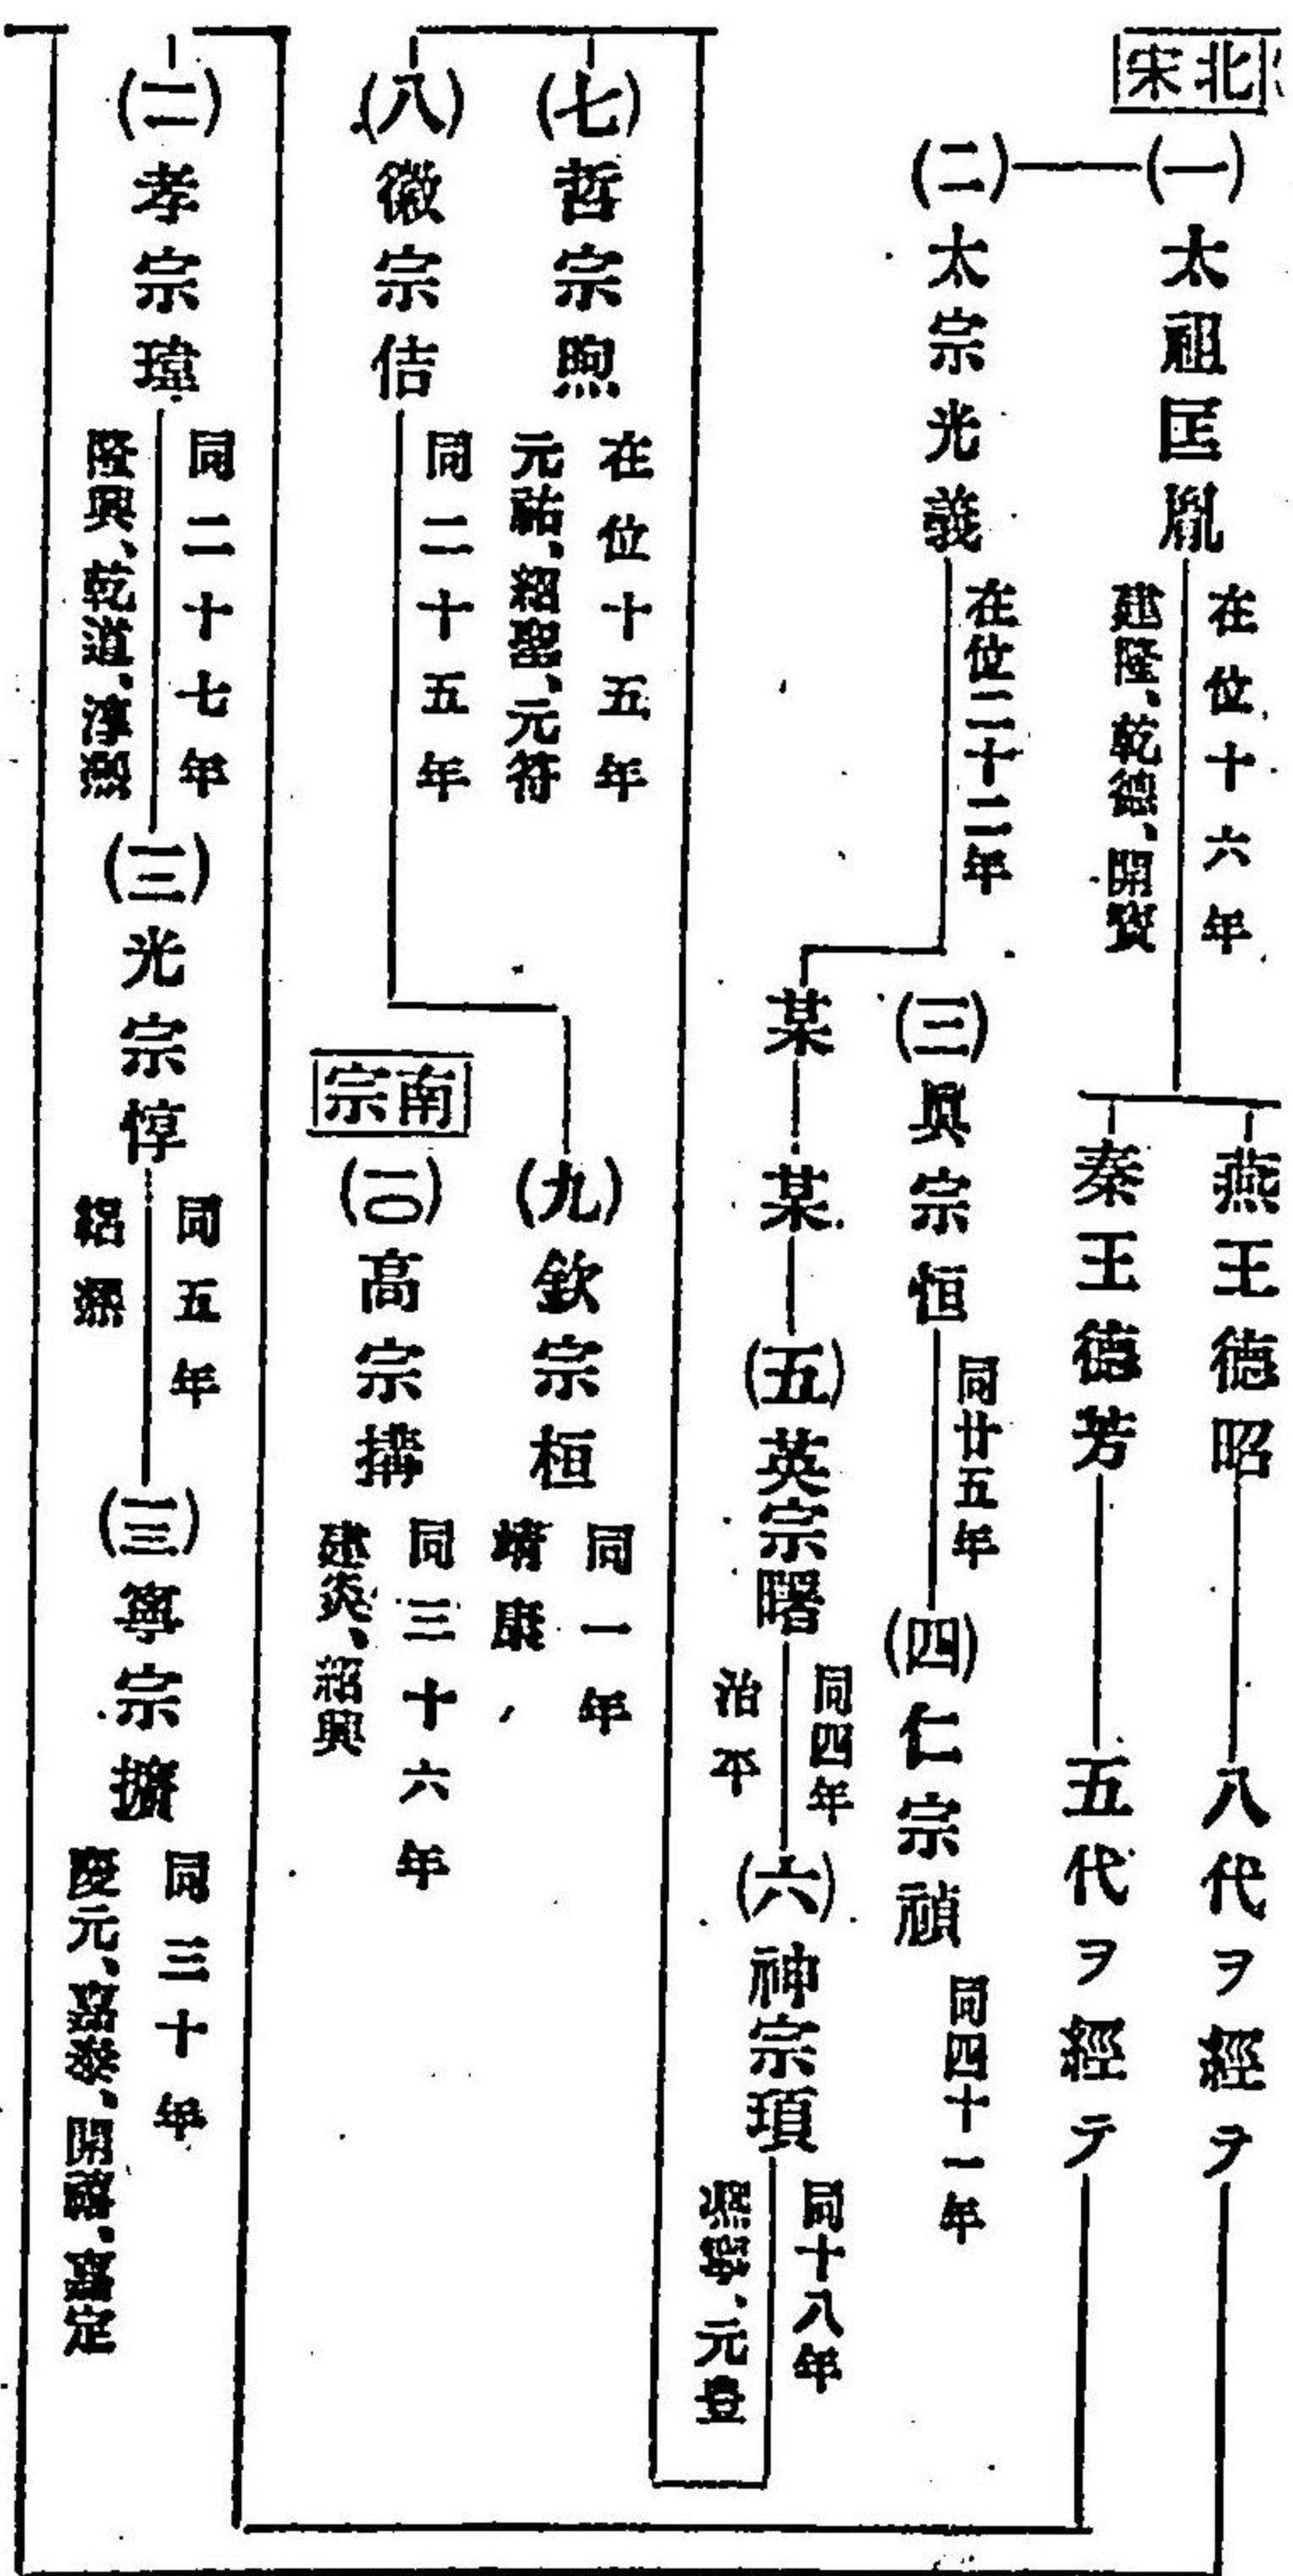 北宋
(一)太祖匡胤
在位十六年
建隆、乾德、開寶
燕王德昭
八代ヲ經テ
秦王德芳
五代ヲ經テ
(二)太宗光義
在位二十二年
(三)眞宗恒
同廿五年
(四)仁宗禎
同四十一年
某
某
(五)英宗曙
同四年
治平
(六)神宗頊
同十八年
熙寧、元豊
(七)哲宗煦
在位十五年
元祐、紹聖、元符
(八)徽宗佶
同二十五年
(九)欽宗桓
同一年
靖康
南宗
(一〇)高宗構
同三十六年
建炎、紹興
(二)孝宗瑋
同二十七年
隆興、乾道、淳熙
(三)光宗惇
同五年
紹熙
(三)寧宗擴
同三十年
慶元、嘉泰、開禧、嘉定